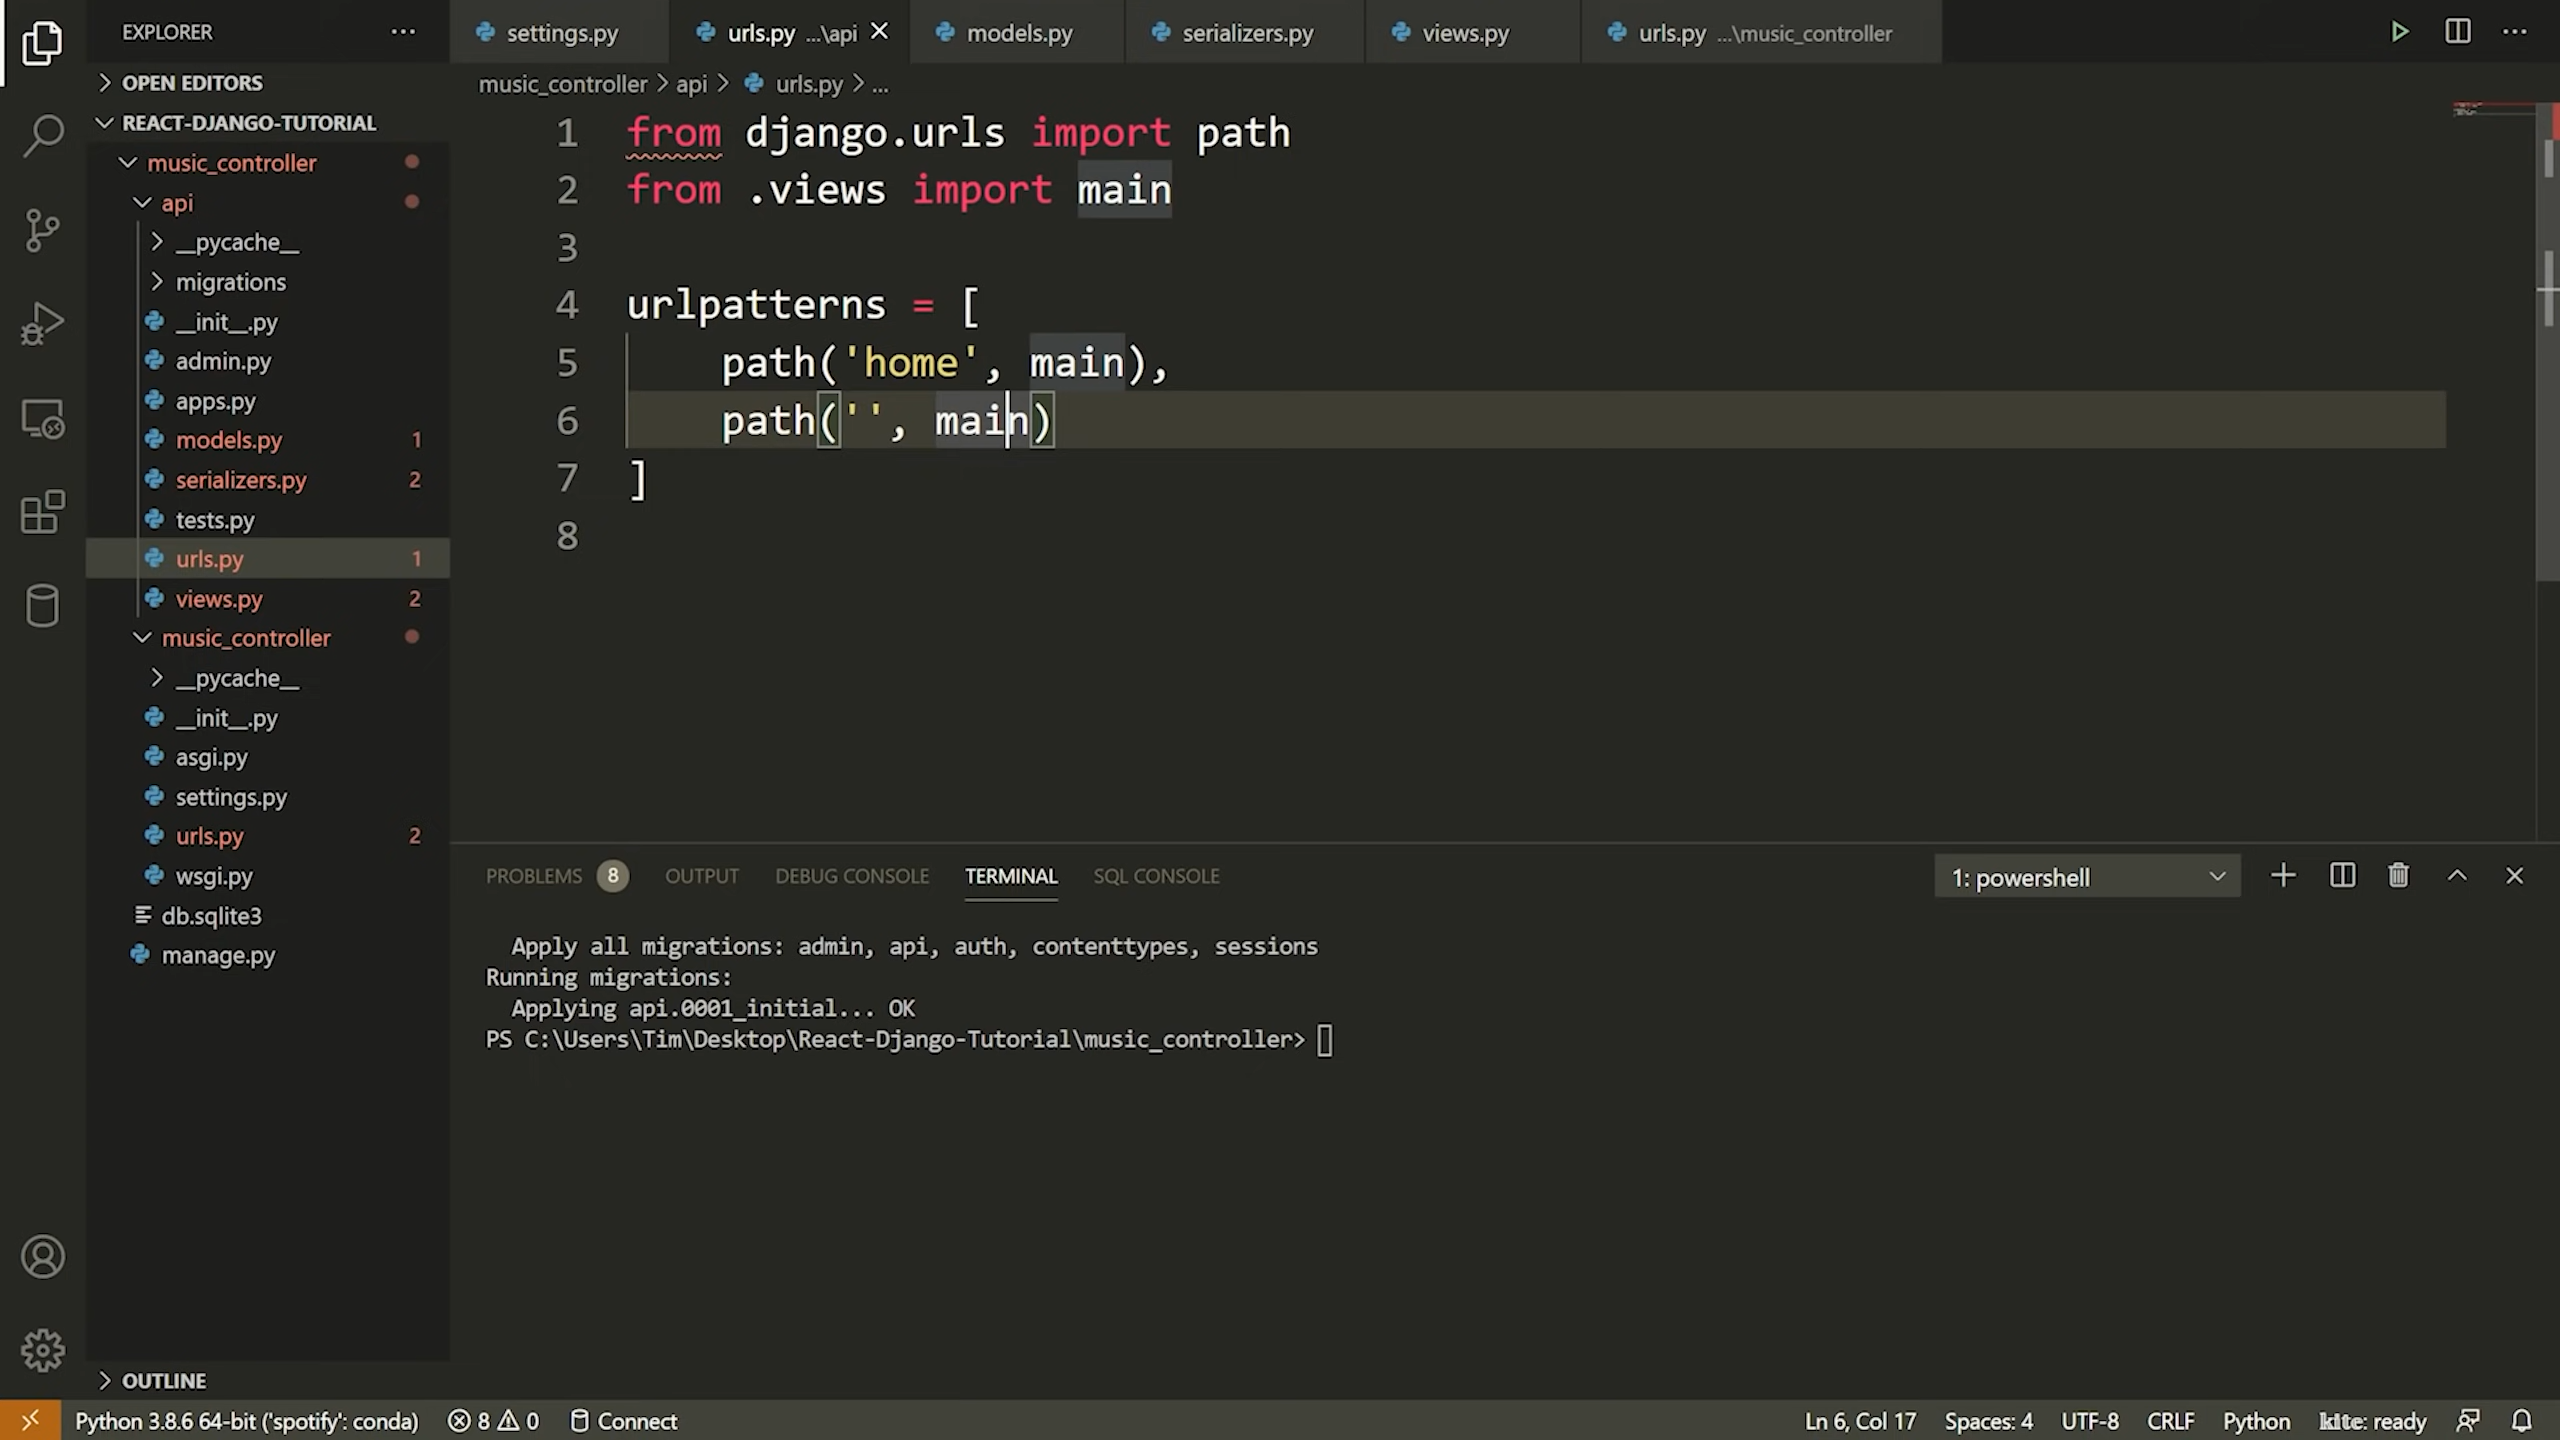 EXPLORER
settings.py
urls.py ...\api
models.py
serializers.py
views.py
urls.py ...\music_controller
OPEN EDITORS
REACT-DJANGO-TUTORIAL
music_controller
api
__pycache__
migrations
__init__.py
admin.py
apps.py
models.py 1
serializers.py 2
tests.py
urls.py 1
views.py 2
music_controller
__pycache__
__init__.py
asgi.py
settings.py
urls.py 2
wsgi.py
db.sqlite3
manage.py
OUTLINE
music_controller > api > urls.py > ...
1 from django.urls import path
2 from .views import main
3
4 urlpatterns = [
5 path('home', main),
6 path('', main)
7 ]
8
PROBLEMS 8 OUTPUT DEBUG CONSOLE TERMINAL SQL CONSOLE
1: powershell
Apply all migrations: admin, api, auth, contenttypes, sessions
Running migrations:
Applying api.0001_initial... OK
PS C:\Users\Tim\Desktop\React-Django-Tutorial\music_controller>
Python 3.8.6 64-bit ('spotify': conda) 8 0 Connect
Ln 6, Col 17 Spaces: 4 UTF-8 CRLF Python kite: ready